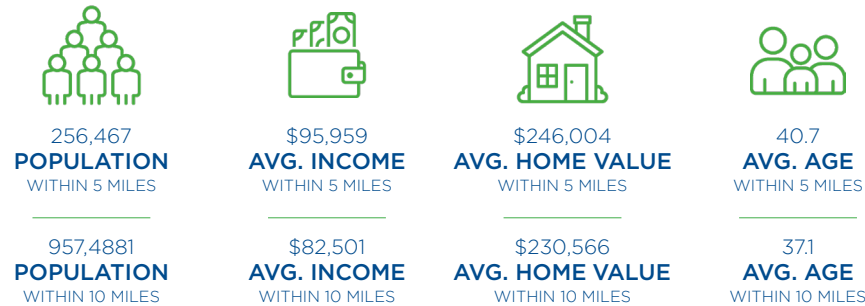 256,467
POPULATION
WITHIN 5 MILES
$95,959
AVG. INCOME
WITHIN 5 MILES
$246,004
AVG. HOME VALUE
WITHIN 5 MILES
40.7
AVG. AGE
WITHIN 5 MILES
957,4881
POPULATION
WITHIN 10 MILES
$82,501
AVG. INCOME
WITHIN 10 MILES
$230,566
AVG. HOME VALUE
WITHIN 10 MILES
37.1
AVG. AGE
WITHIN 10 MILES